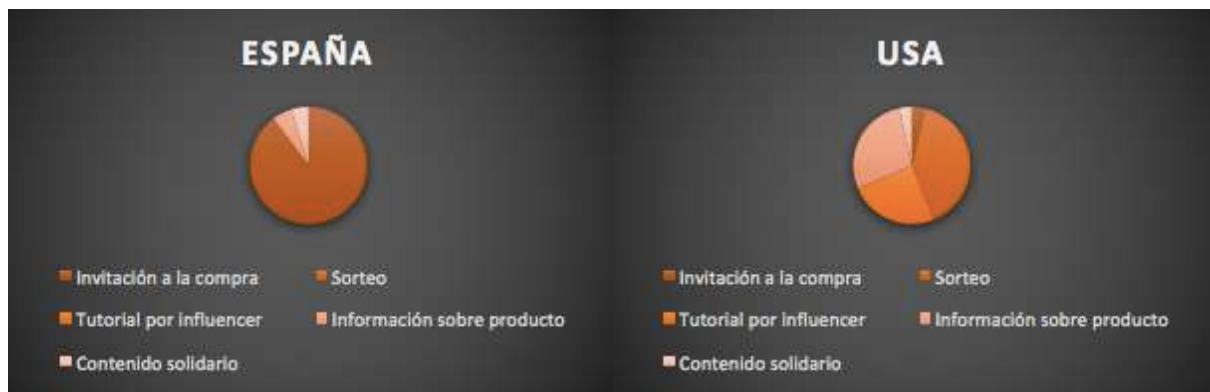 ESPAÑA
Invitación a la compra
Sorteo
Tutorial por influencer
Información sobre producto
Contenido solidario
USA
Invitación a la compra
Sorteo
Tutorial por influencer
Información sobre producto
Contenido solidario